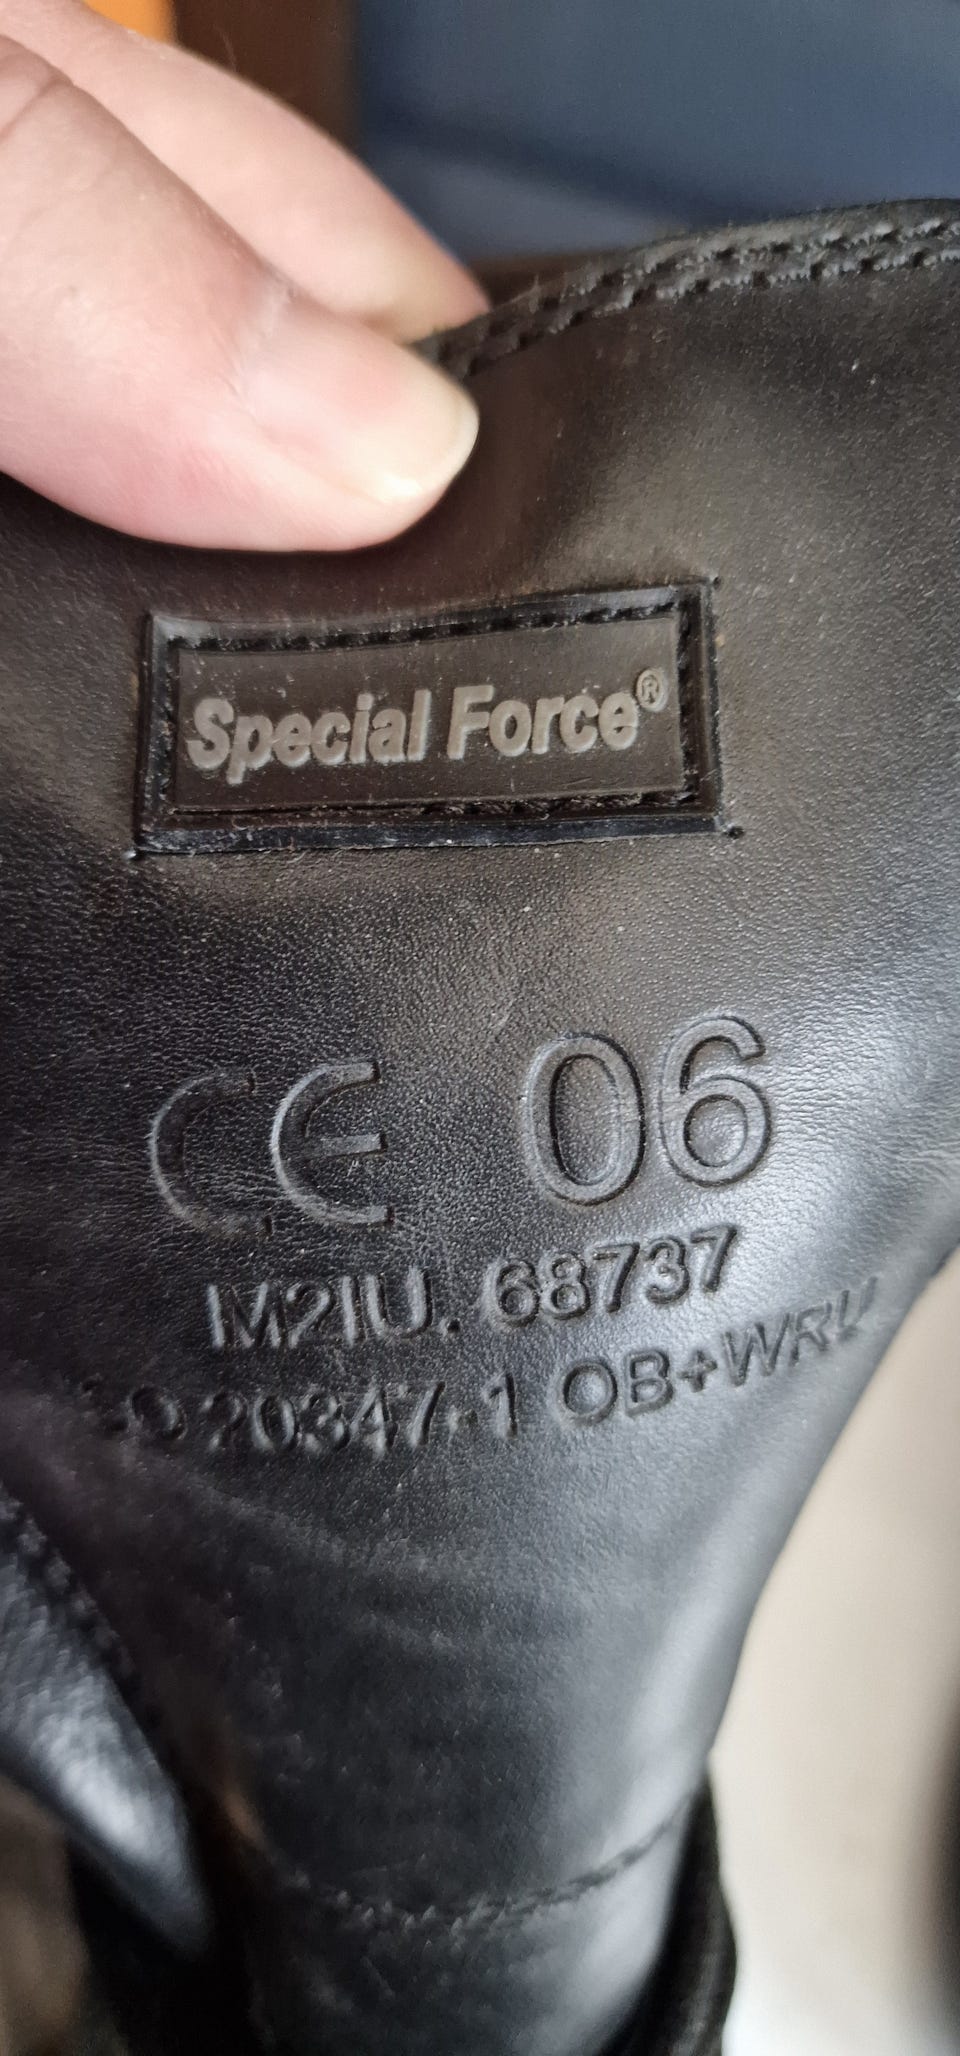 Special Force®
CE 06
M2IU. 68737
20347-1 OB+WRU